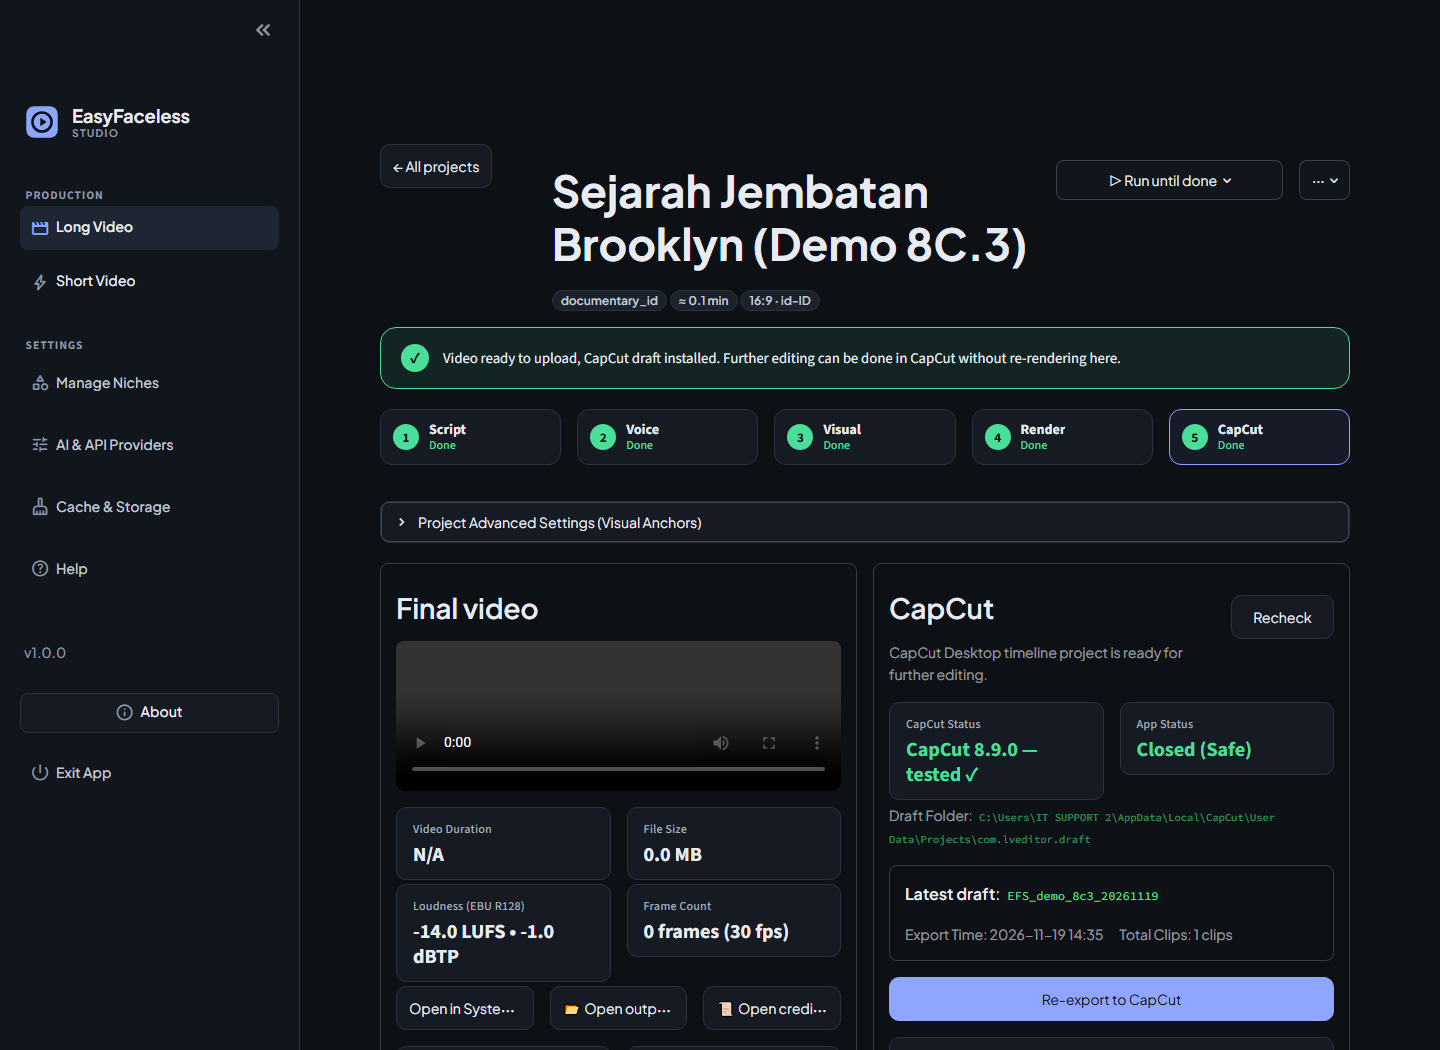 EasyFaceless
STUDIO
PRODUCTION
Long Video
Short Video
SETTINGS
Manage Niches
AI & API Providers
Cache & Storage
Help
v1.0.0
About
Exit App
← All projects
Sejarah Jembatan
Brooklyn (Demo 8C.3)
▷ Run until done
···
documentary_id
≈ 0.1 min
16:9 · id-ID
✓ Video ready to upload, CapCut draft installed. Further editing can be done in CapCut without re-rendering here.
1 Script
Done
2 Voice
Done
3 Visual
Done
4 Render
Done
5 CapCut
Done
Project Advanced Settings (Visual Anchors)
Final video
0:00
Video Duration
N/A
File Size
0.0 MB
Loudness (EBU R128)
-14.0 LUFS • -1.0
dBTP
Frame Count
0 frames (30 fps)
Open in Syste···
📂 Open outp···
📜 Open credi···
CapCut
Recheck
CapCut Desktop timeline project is ready for
further editing.
CapCut Status
CapCut 8.9.0 —
tested ✓
App Status
Closed (Safe)
Draft Folder: C:\Users\IT SUPPORT 2\AppData\Local\CapCut\User
Data\Projects\com.lveditor.draft
Latest draft: EFS_demo_8c3_20261119
Export Time: 2026-11-19 14:35 Total Clips: 1 clips
Re-export to CapCut